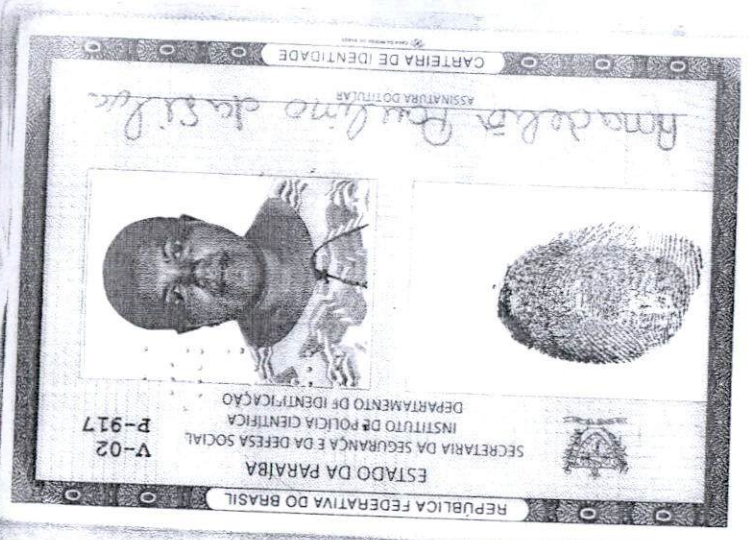 REPÚBLICA FEDERATIVA DO BRASIL
ESTADO DA PARAÍBA
SECRETARIA DA SEGURANÇA E DA DEFESA SOCIAL
INSTITUTO DE POLÍCIA CIENTÍFICA
DEPARTAMENTO DE IDENTIFICAÇÃO
V-02
P-917
Paulino da Silva
ASSINATURA DO TITULAR
CARTEIRA DE IDENTIDADE